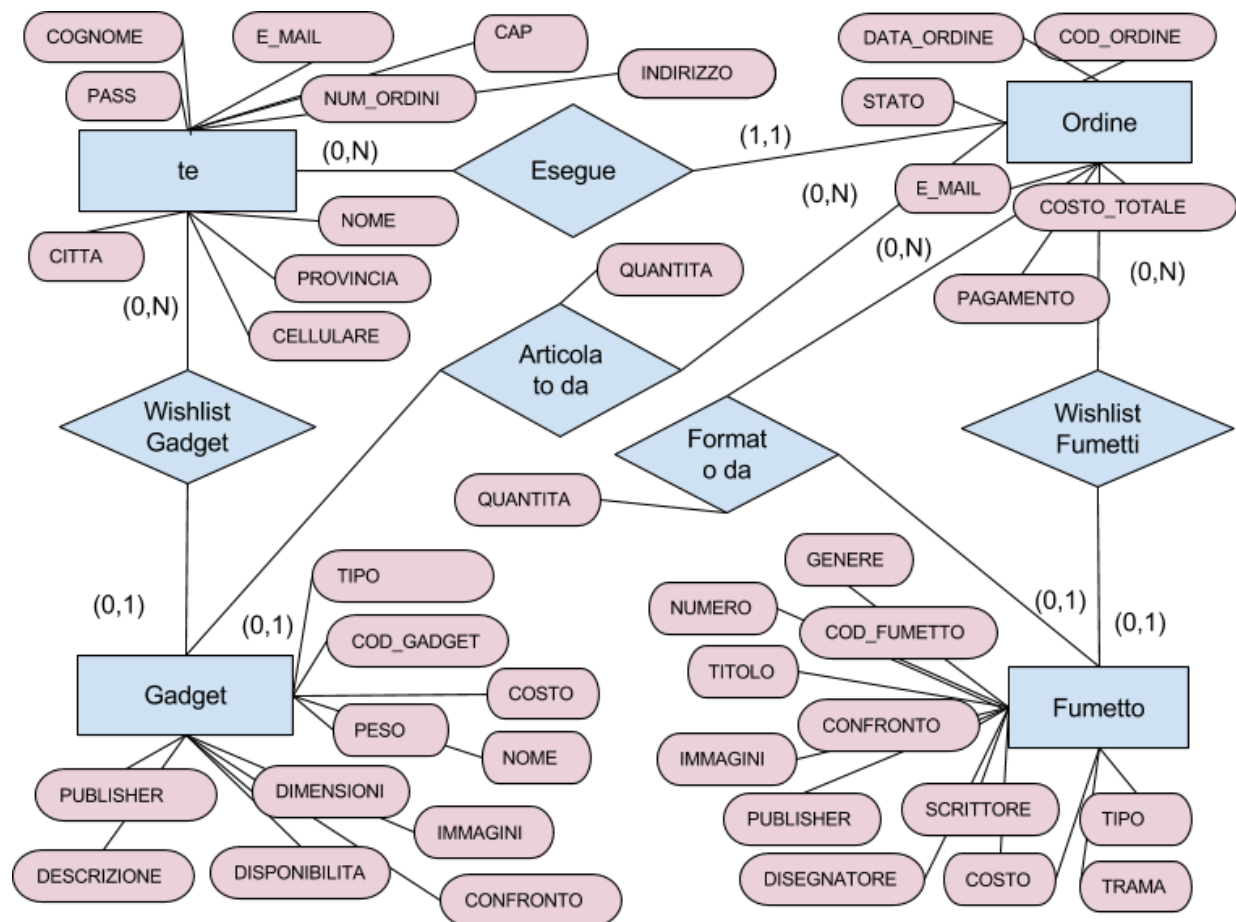 COGNOME
E_MAIL
CAP
DATA_ORDINE
COD_ORDINE
PASS
NUM_ORDINI
INDIRIZZO
STATO
te
(0,N)
Esegue
(1,1)
Ordine
(0,N)
E_MAIL
COSTO_TOTALE
CITTA
NOME
PROVINCIA
CELLULARE
(0,N)
QUANTITA
(0,N)
(0,N)
PAGAMENTO
Articola
to da
Wishlist
Gadget
Format
o da
Wishlist
Fumetti
QUANTITA
TIPO
GENERE
NUMERO
COD_FUMETTO
(0,1)
(0,1)
(0,1)
(0,1)
COD_GADGET
TITOLO
Gadget
COSTO
PESO
NOME
CONFRONTO
Fumetto
IMMAGINI
PUBLISHER
DIMENSIONI
IMMAGINI
PUBLISHER
SCRITTORE
TIPO
DESCRIZIONE
DISPONIBILITA
CONFRONTO
DISEGNATORE
COSTO
TRAMA